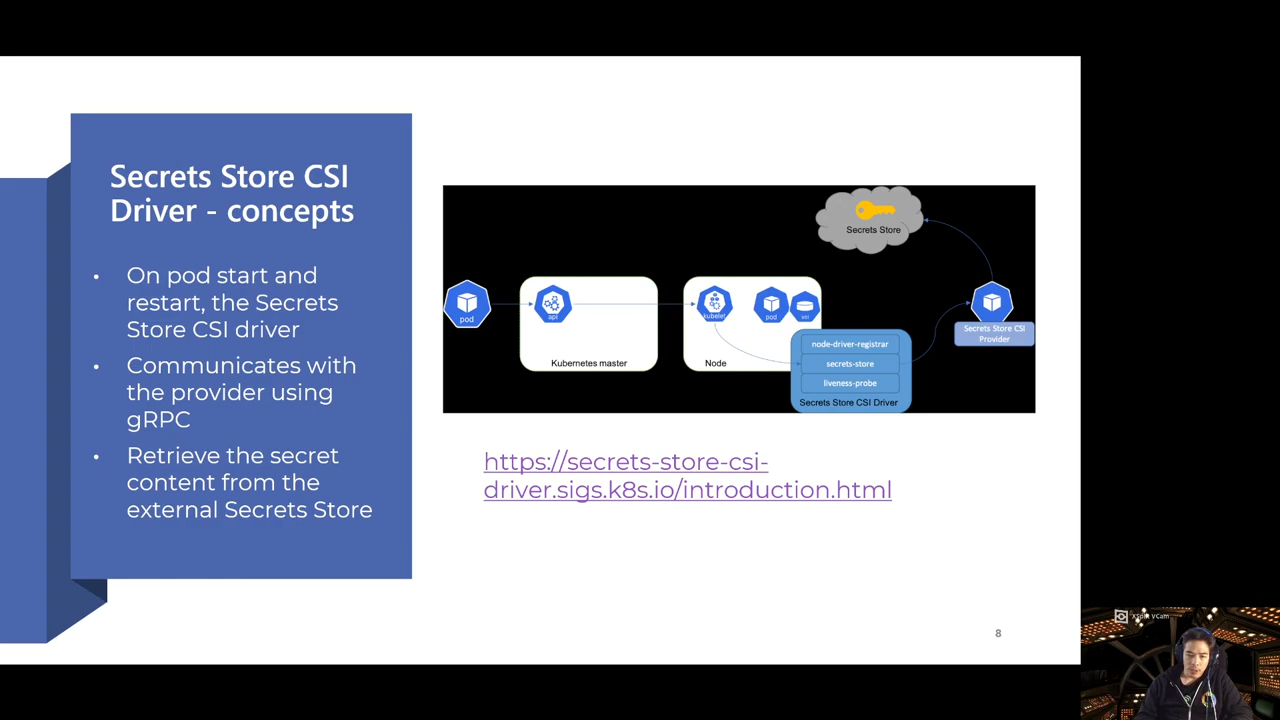 Secrets Store CSI
Driver - concepts
• On pod start and
restart, the Secrets
Store CSI driver
• Communicates with
the provider using
gRPC
• Retrieve the secret
content from the
external Secrets Store
Secrets Store
pod
api
Kubernetes master
kubelet
pod
vol
Node
node-driver-registrar
secrets-store
liveness-probe
Secrets Store CSI Driver
Secrets Store CSI
Provider
https://secrets-store-csi-
driver.sigs.k8s.io/introduction.html
8
XSplit VCam